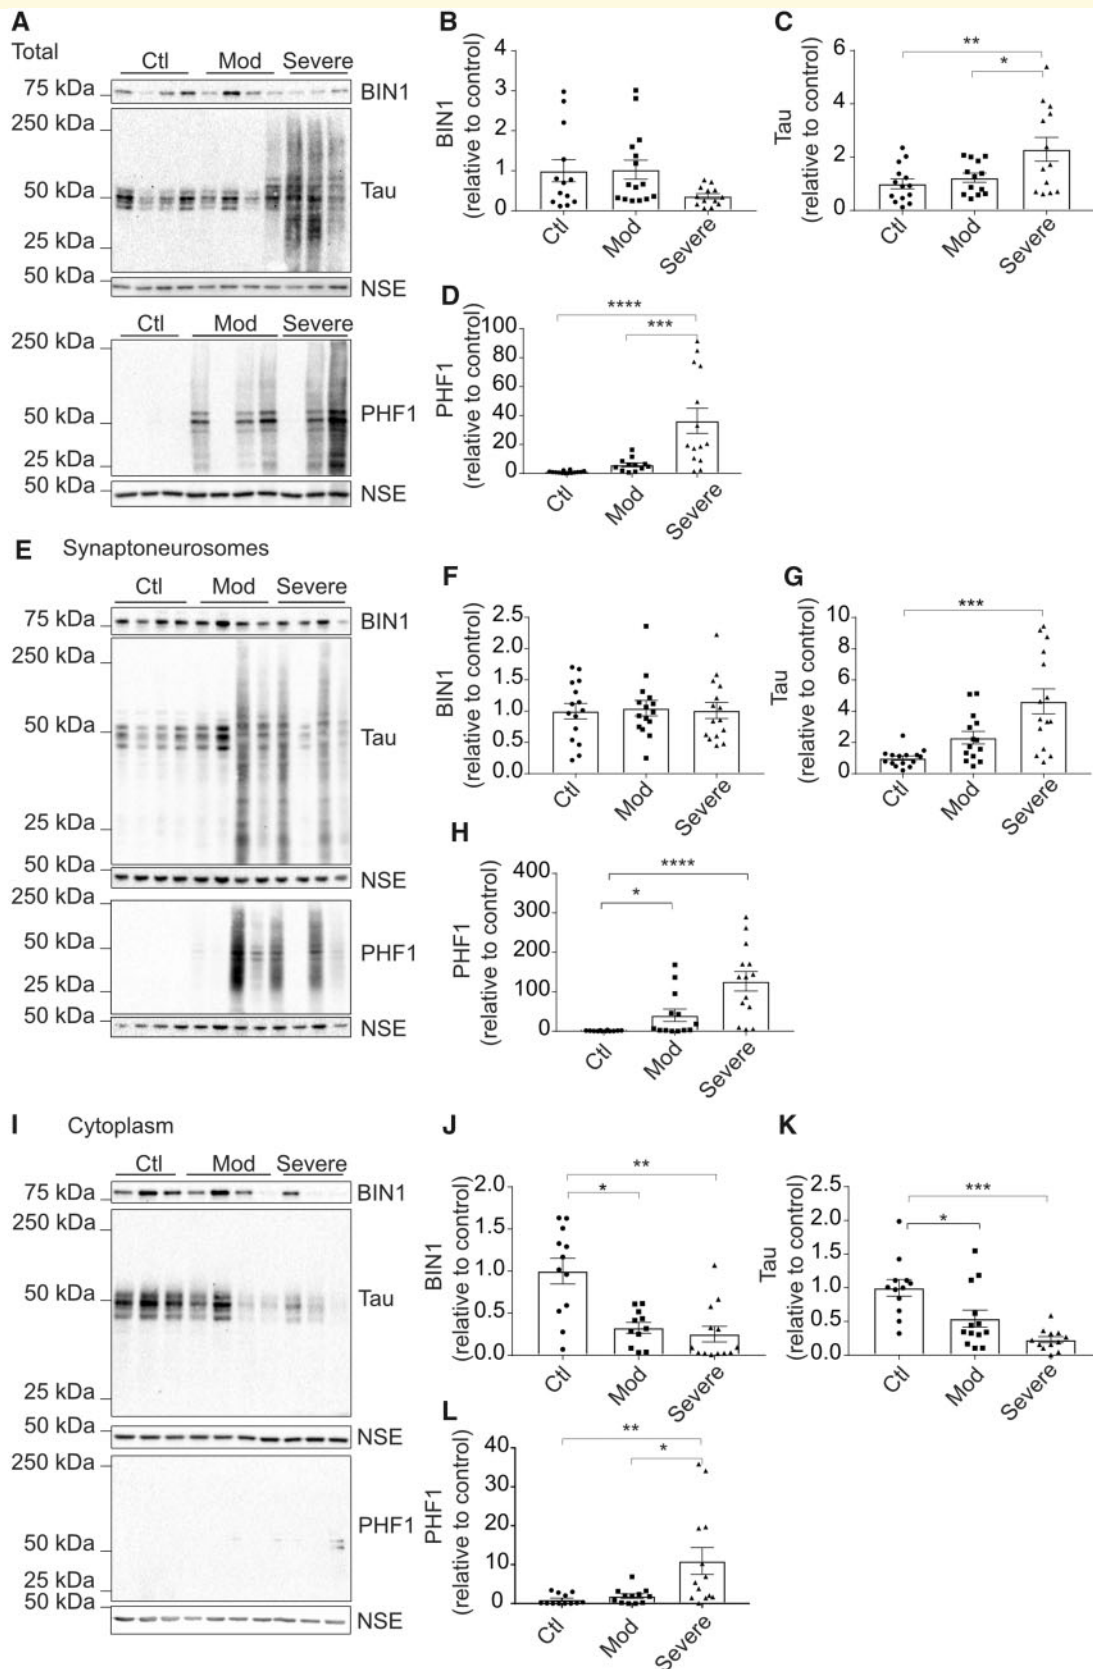 A
Total
Ctl Mod Severe
75 kDa BIN1
250 kDa
50 kDa Tau
25 kDa
50 kDa NSE
Ctl Mod Severe
250 kDa
50 kDa PHF1
25 kDa
50 kDa NSE
B
BIN1
(relative to control)
4
3
2
1
0
Ctl Mod Severe
C
Tau
(relative to control)
6
4
2
0
** *
Ctl Mod Severe
D
PHF1
(relative to control)
100
80
60
40
20
0
**** ***
Ctl Mod Severe
E Synaptoneurosomes
Ctl Mod Severe
75 kDa BIN1
250 kDa
50 kDa Tau
25 kDa
50 kDa NSE
250 kDa
50 kDa PHF1
25 kDa
50 kDa NSE
F
BIN1
(relative to control)
2.5
2.0
1.5
1.0
0.5
0.0
Ctl Mod Severe
G
Tau
(relative to control)
10
8
6
4
2
0
***
Ctl Mod Severe
H
PHF1
(relative to control)
400
300
200
100
0
**** *
Ctl Mod Severe
I Cytoplasm
Ctl Mod Severe
75 kDa BIN1
250 kDa
50 kDa Tau
25 kDa
50 kDa NSE
250 kDa
50 kDa PHF1
25 kDa
50 kDa NSE
J
BIN1
(relative to control)
2.0
1.5
1.0
0.5
0.0
** *
Ctl Mod Severe
K
Tau
(relative to control)
2.5
2.0
1.5
1.0
0.5
0.0
*** *
Ctl Mod Severe
L
PHF1
(relative to control)
40
30
20
10
0
** *
Ctl Mod Severe